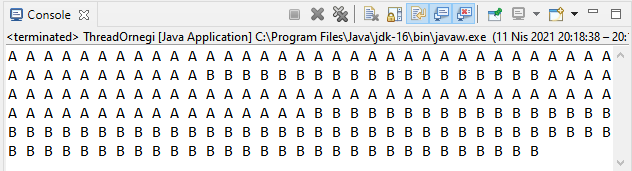 Console
<terminated> ThreadOrnegi [Java Application] C:\Program Files\Java\jdk-16\bin\javaw.exe (11 Nis 2021 20:18:38 – 20:
A A A A A A A A A A A A A A A A A A A A A A A A A A A A A A A A A A
A A A A A A A A A A A B B B B B B B B B B B B B B B B B B B A A A A
A A A A A A A A A A A A A A A A A A A A A A A A A A A A A A A A A A
A A A A A A A A A A A A A A A A A B B B B B B B B B B B B B B B B B
B B B B B B B B B B B B B B B B B B B B B B B B B B B B B B B B B B
B B B B B B B B B B B B B B B B B B B B B B B B B B B B B B